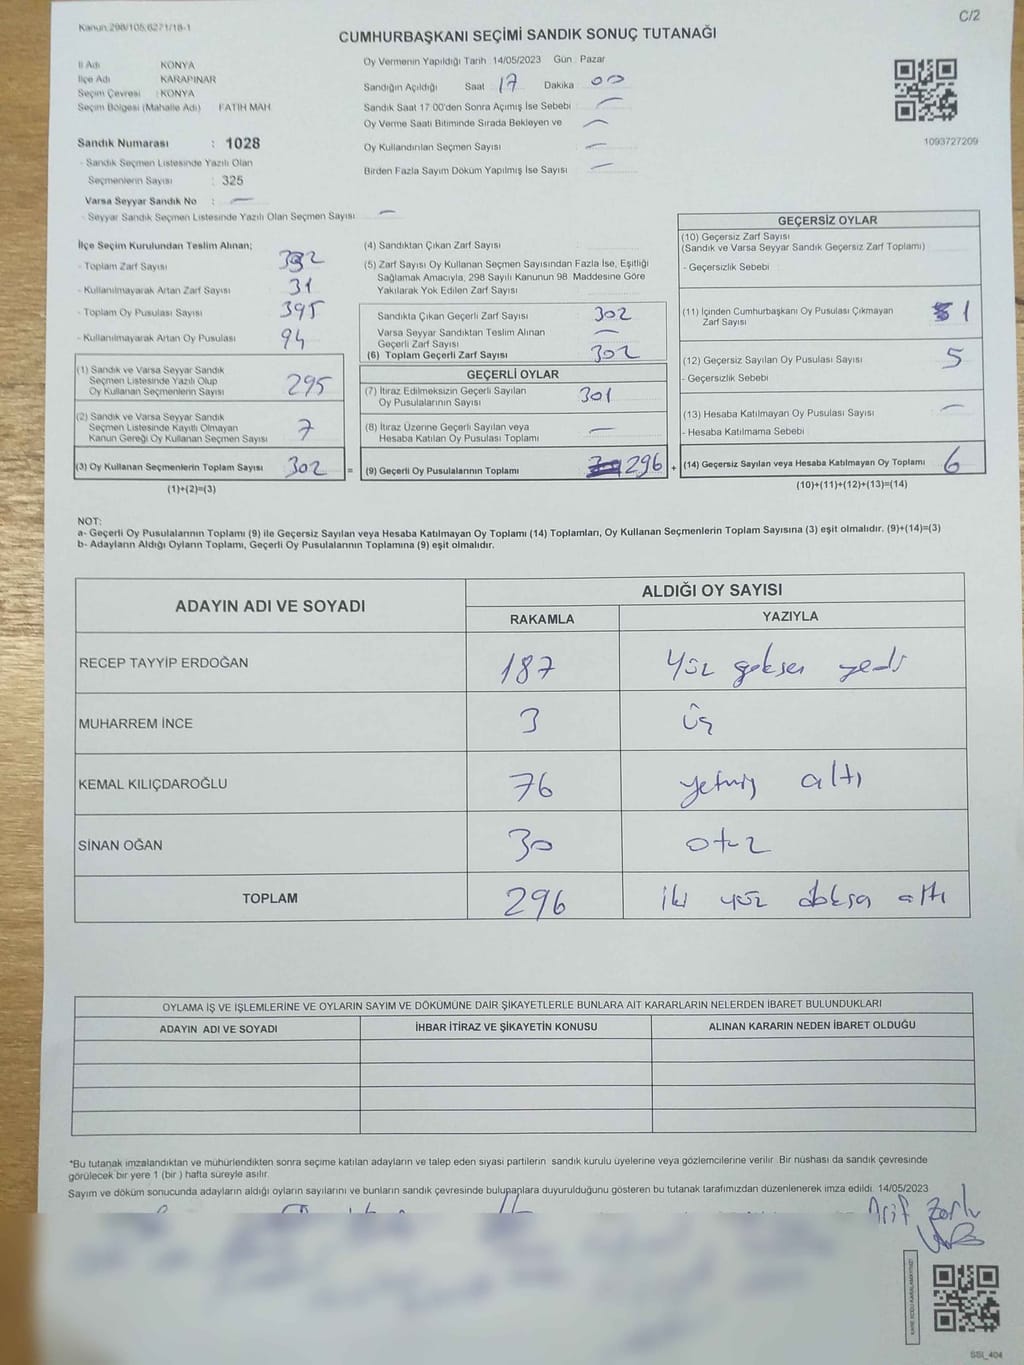 Kanun 298/105,6271/18-1
C/2
CUMHURBAŞKANI SEÇİMİ SANDIK SONUÇ TUTANAĞI
İl Adı KONYA
İlçe Adı KARAPINAR
Seçim Çevresi : KONYA
Seçim Bölgesi (Mahalle Adı) FATİH MAH
Oy Vermenin Yapıldığı Tarih : 14/05/2023 Gün : Pazar
Sandığın Açıldığı Saat 17 Dakika 00
Sandık Saat 17:00'den Sonra Açımış İse Sebebi —
Oy Verme Saati Bitiminde Sırada Bekleyen ve —
Oy Kullandırılan Seçmen Sayısı —
Birden Fazla Sayım Döküm Yapılmış İse Sayısı —
1093727209
Sandık Numarası : 1028
- Sandık Seçmen Listesinde Yazılı Olan
Seçmenlerin Sayısı : 325
Varsa Seyyar Sandık No : —
- Seyyar Sandık Seçmen Listesinde Yazılı Olan Seçmen Sayısı —
İlçe Seçim Kurulundan Teslim Alınan;
- Toplam Zarf Sayısı
- Kullanılmayarak Artan Zarf Sayısı 31
- Toplam Oy Pusulası Sayısı 395
- Kullanılmayarak Artan Oy Pusulası 94
(1) Sandık ve Varsa Seyyar Sandık
Seçmen Listesinde Yazılı Olup
Oy Kullanan Seçmenlerin Sayısı 295
(2) Sandık ve Varsa Seyyar Sandık
Seçmen Listesinde Kayıtlı Olmayan
Kanun Gereği Oy Kullanan Seçmen Sayısı 7
(3) Oy Kullanan Seçmenlerin Toplam Sayısı 302 =
(1)+(2)=(3)
(4) Sandıktan Çıkan Zarf Sayısı
(5) Zarf Sayısı Oy Kullanan Seçmen Sayısından Fazla İse, Eşitliği
Sağlamak Amacıyla, 298 Sayılı Kanunun 98. Maddesine Göre
Yakılarak Yok Edilen Zarf Sayısı
Sandıkta Çıkan Geçerli Zarf Sayısı 302
Varsa Seyyar Sandıktan Teslim Alınan
Geçerli Zarf Sayısı —
(6) Toplam Geçerli Zarf Sayısı 302
GEÇERLİ OYLAR
(7) İtiraz Edilmeksizin Geçerli Sayılan
Oy Pusulalarının Sayısı 301
(8) İtiraz Üzerine Geçerli Sayılan veya
Hesaba Katılan Oy Pusulası Toplamı —
(9) Geçerli Oy Pusulalarının Toplamı 296 +
GEÇERSİZ OYLAR
(10) Geçersiz Zarf Sayısı
(Sandık ve Varsa Seyyar Sandık Geçersiz Zarf Toplamı)
- Geçersizlik Sebebi
(11) İçinden Cumhurbaşkanı Oy Pusulası Çıkmayan
Zarf Sayısı 1
(12) Geçersiz Sayılan Oy Pusulası Sayısı 5
- Geçersizlik Sebebi
(13) Hesaba Katılmayan Oy Pusulası Sayısı —
- Hesaba Katılmama Sebebi
(14) Geçersiz Sayılan veya Hesaba Katılmayan Oy Toplamı 6
(10)+(11)+(12)+(13)=(14)
NOT:
a- Geçerli Oy Pusulalarının Toplamı (9) ile Geçersiz Sayılan veya Hesaba Katılmayan Oy Toplamı (14) Toplamları, Oy Kullanan Seçmenlerin Toplam Sayısına (3) eşit olmalıdır. (9)+(14)=(3)
b- Adayların Aldığı Oyların Toplamı, Geçerli Oy Pusulalarının Toplamına (9) eşit olmalıdır.
ADAYIN ADI VE SOYADI
ALDIĞI OY SAYISI
RAKAMLA YAZIYLA
RECEP TAYYİP ERDOĞAN 187 Yüz seksen yedi
MUHARREM İNCE 3 Üç
KEMAL KILIÇDAROĞLU 76 yetmiş altı
SİNAN OĞAN 30 otuz
TOPLAM 296 iki yüz doksan altı
OYLAMA İŞ VE İŞLEMLERİNE VE OYLARIN SAYIM VE DÖKÜMÜNE DAİR ŞİKAYETLERLE BUNLARA AİT KARARLARIN NELERDEN İBARET BULUNDUKLARI
ADAYIN ADI VE SOYADI İHBAR İTİRAZ VE ŞİKAYETİN KONUSU ALINAN KARARIN NEDEN İBARET OLDUĞU
*Bu tutanak imzalandıktan ve mühürlendikten sonra seçime katılan adayların ve talep eden siyasi partilerin sandık kurulu üyelerine veya gözlemcilerine verilir. Bir nüshası da sandık çevresinde
görülecek bir yere 1 (bir) hafta süreyle asılır.
Sayım ve döküm sonucunda adayların aldığı oyların sayılarını ve bunların sandık çevresinde bulunanlara duyurulduğunu gösteren bu tutanak tarafımızdan düzenlenerek imza edildi. 14/05/2023
Arif Zorlu
KARE KODU KARALAMAYINIZ!
SSI_404